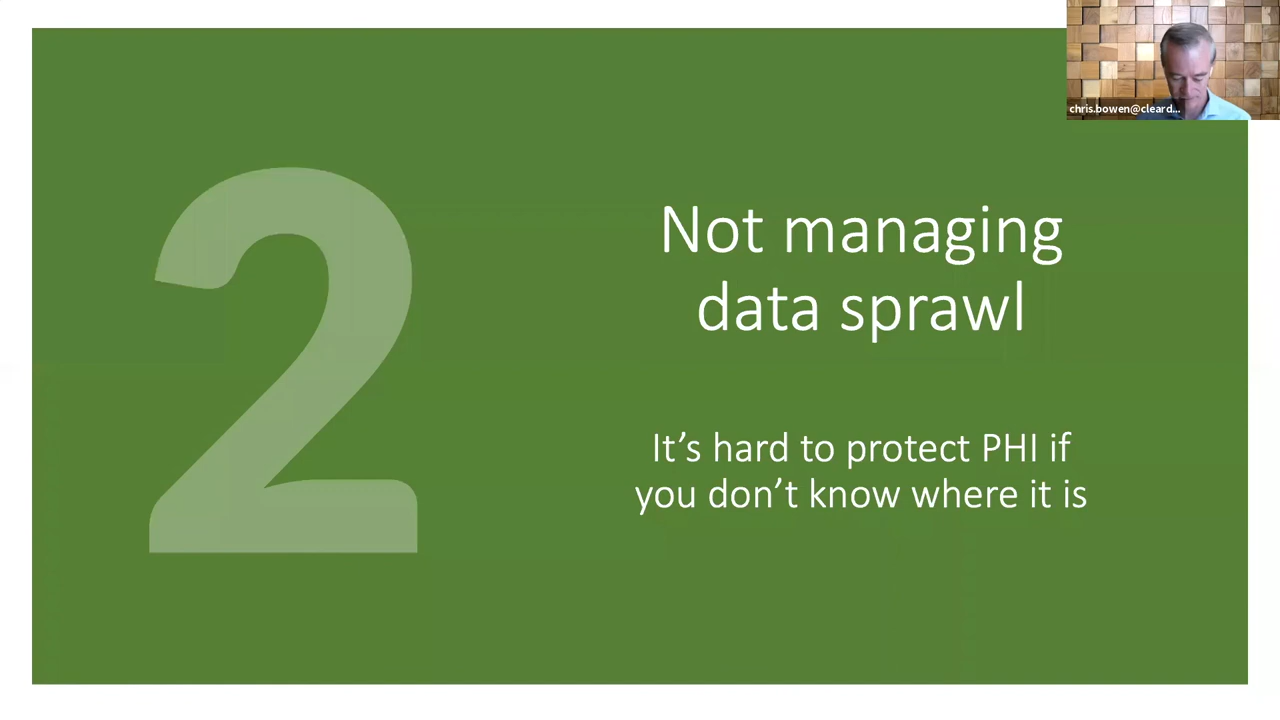 chris.bowen@cleard...
2
Not managing
data sprawl
It’s hard to protect PHI if
you don’t know where it is